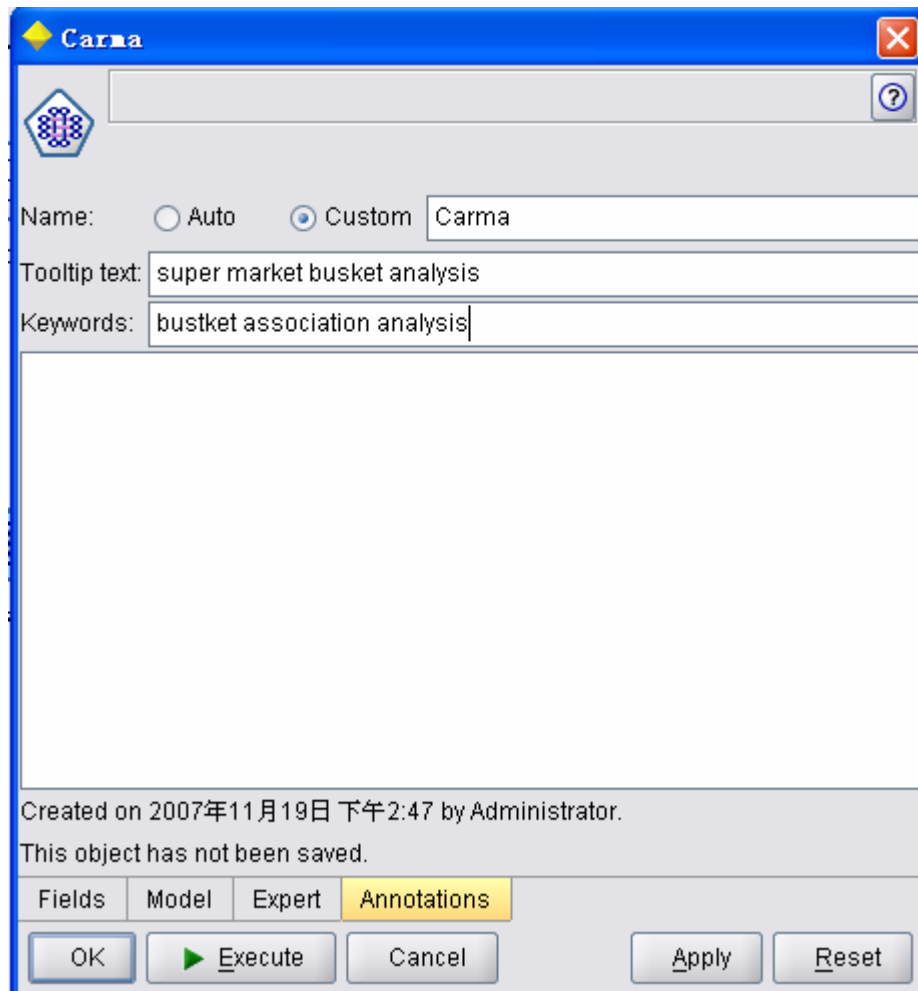 Carma
Name: Auto Custom Carma
Tooltip text: super market busket analysis
Keywords: bustket association analysis
Created on 2007年11月19日 下午2:47 by Administrator.
This object has not been saved.
Fields Model Expert Annotations
OK Execute Cancel Apply Reset